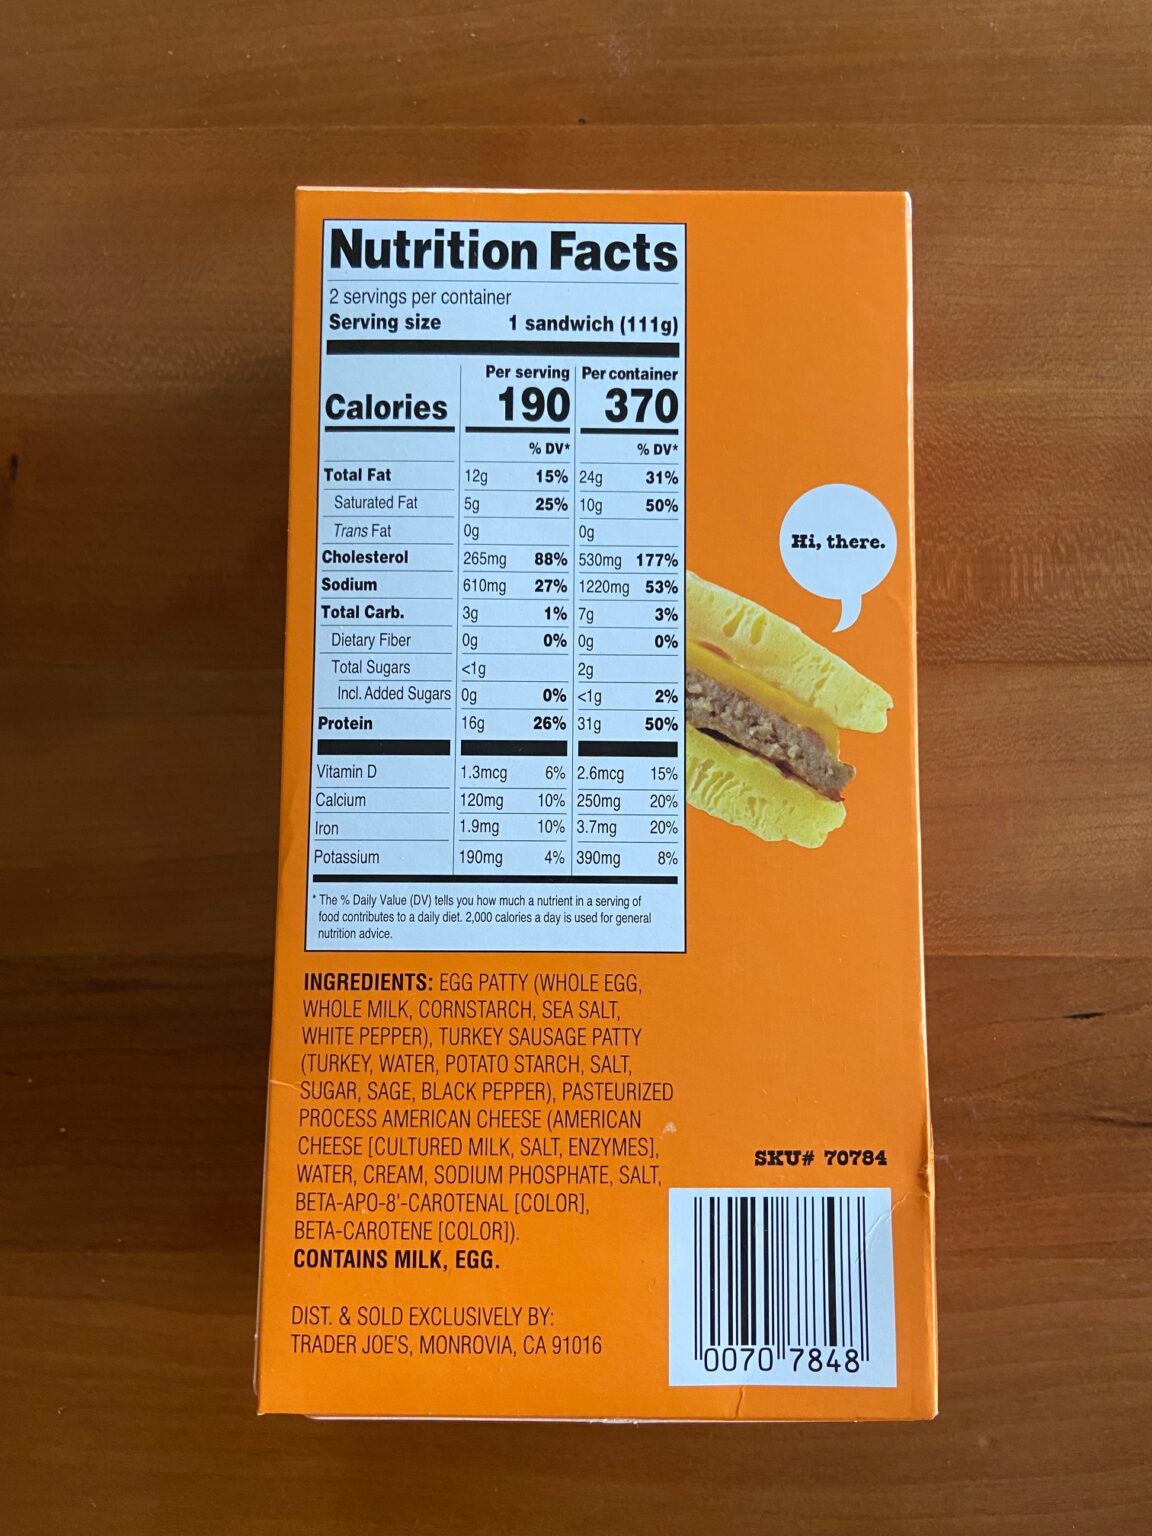 Nutrition Facts
2 servings per container
Serving size 1 sandwich (111g)
Per serving Per container
Calories 190 370
% DV* % DV*
Total Fat 12g 15% 24g 31%
Saturated Fat 5g 25% 10g 50%
Trans Fat 0g 0g
Cholesterol 265mg 88% 530mg 177%
Sodium 610mg 27% 1220mg 53%
Total Carb. 3g 1% 7g 3%
Dietary Fiber 0g 0% 0g 0%
Total Sugars <1g 2g
Incl. Added Sugars 0g 0% <1g 2%
Protein 16g 26% 31g 50%
Vitamin D 1.3mcg 6% 2.6mcg 15%
Calcium 120mg 10% 250mg 20%
Iron 1.9mg 10% 3.7mg 20%
Potassium 190mg 4% 390mg 8%
* The % Daily Value (DV) tells you how much a nutrient in a serving of
food contributes to a daily diet. 2,000 calories a day is used for general
nutrition advice.
Hi, there.
INGREDIENTS: EGG PATTY (WHOLE EGG,
WHOLE MILK, CORNSTARCH, SEA SALT,
WHITE PEPPER), TURKEY SAUSAGE PATTY
(TURKEY, WATER, POTATO STARCH, SALT,
SUGAR, SAGE, BLACK PEPPER), PASTEURIZED
PROCESS AMERICAN CHEESE (AMERICAN
CHEESE [CULTURED MILK, SALT, ENZYMES],
WATER, CREAM, SODIUM PHOSPHATE, SALT,
BETA-APO-8'-CAROTENAL [COLOR],
BETA-CAROTENE [COLOR]).
CONTAINS MILK, EGG.
DIST. & SOLD EXCLUSIVELY BY:
TRADER JOE'S, MONROVIA, CA 91016
SKU# 70784
0070 7848